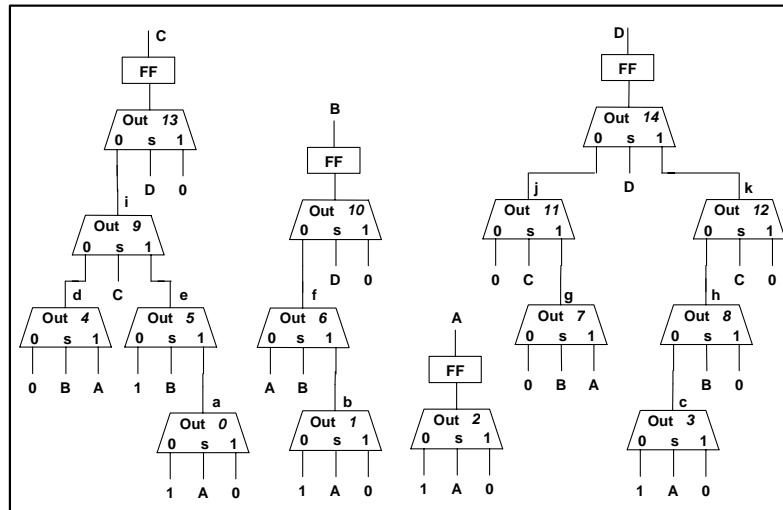 C
D
FF
FF
Out 13
0 s 1
B
Out 14
0 s 1
FF
D 0
i
j
D
k
Out 9
0 s 1
Out 10
0 s 1
Out 11
0 s 1
Out 12
0 s 1
d
C
e
f
D 0
0 C
g
h
C 0
Out 4
0 s 1
Out 5
0 s 1
Out 6
0 s 1
A
Out 7
0 s 1
Out 8
0 s 1
0 B A
1 B
A B
FF
0 B A
B 0
a
b
c
Out 0
0 s 1
Out 1
0 s 1
Out 2
0 s 1
Out 3
0 s 1
1 A 0
1 A 0
1 A 0
1 A 0